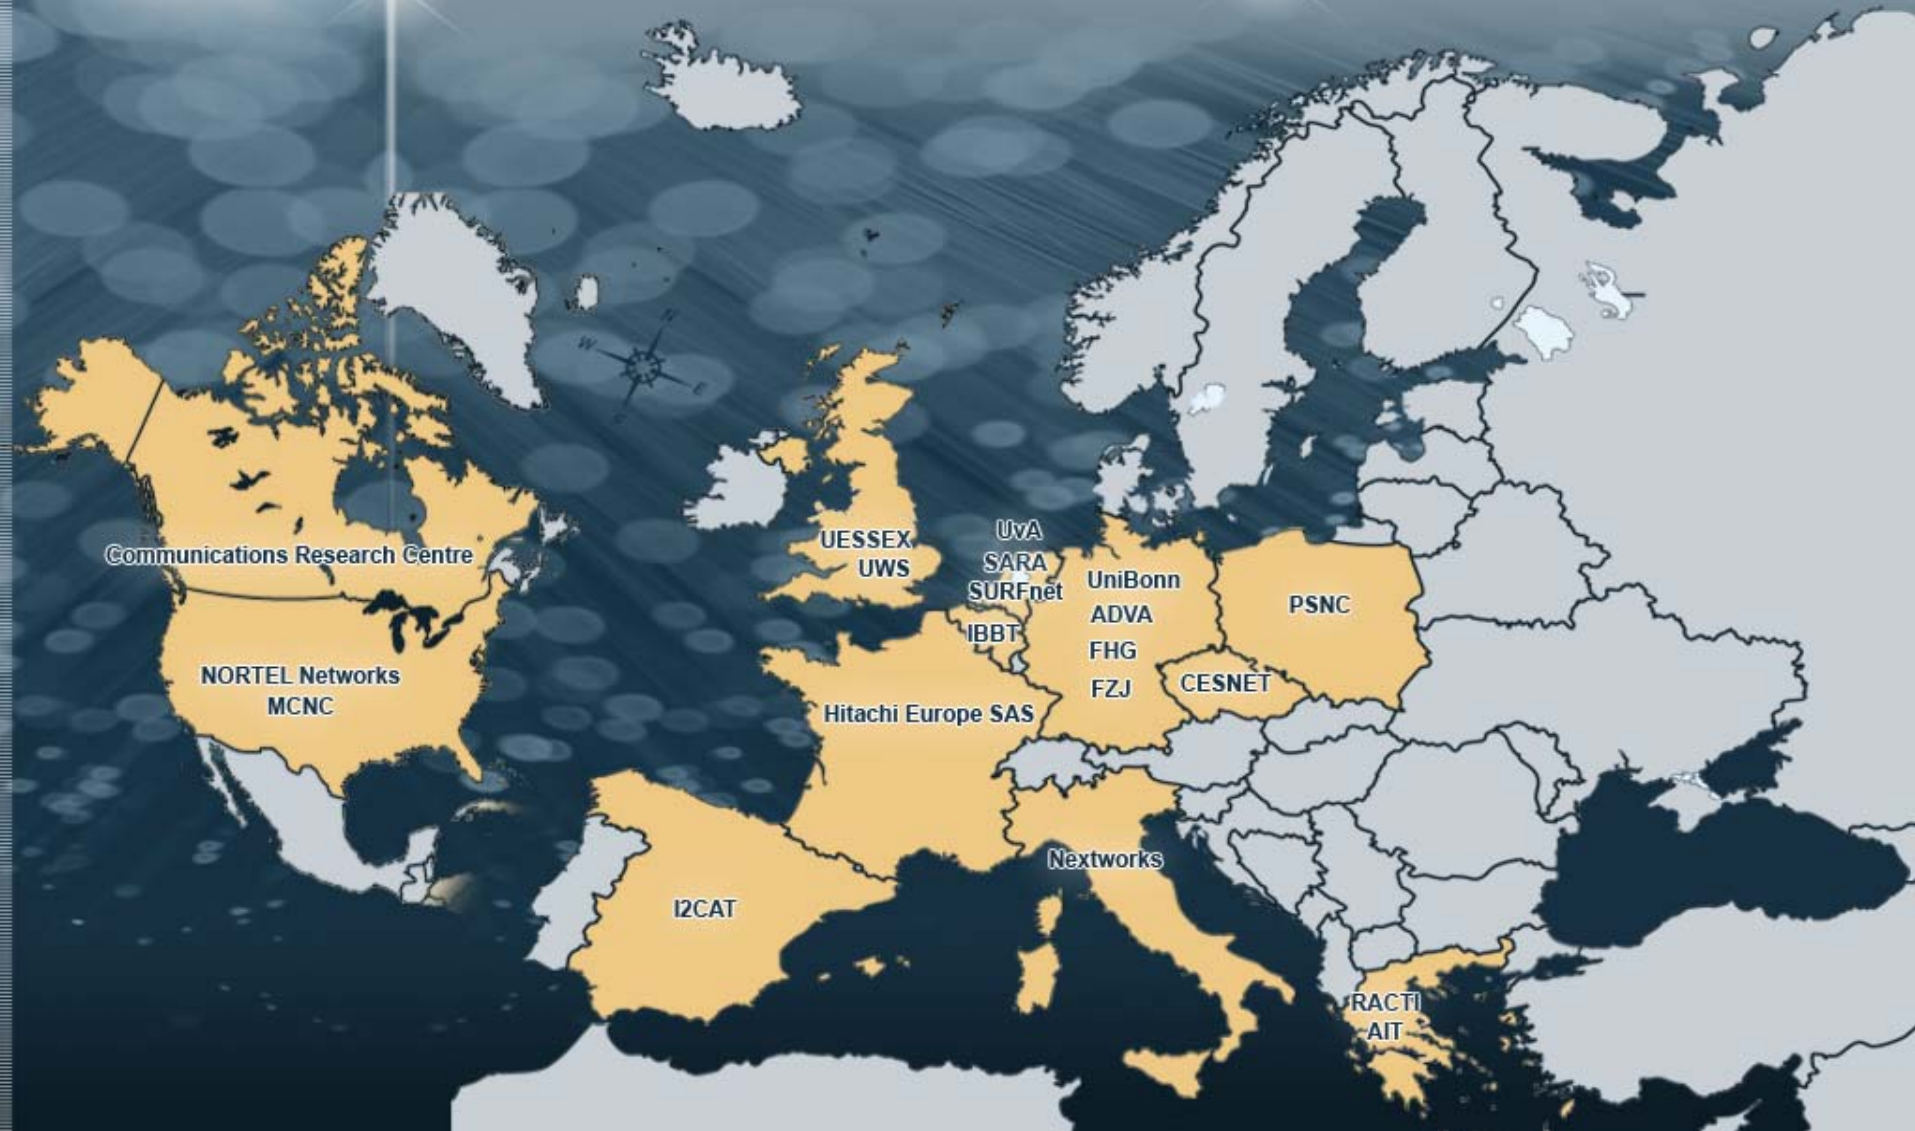 N
W
E
S
Communications Research Centre
NORTEL Networks
MCNC
UESSEX
UWS
UvA
SARA
SURFnet
IBBT
UniBonn
ADVA
FHG
FZJ
PSNC
CESNET
Hitachi Europe SAS
I2CAT
Nextworks
RACTI
AIT